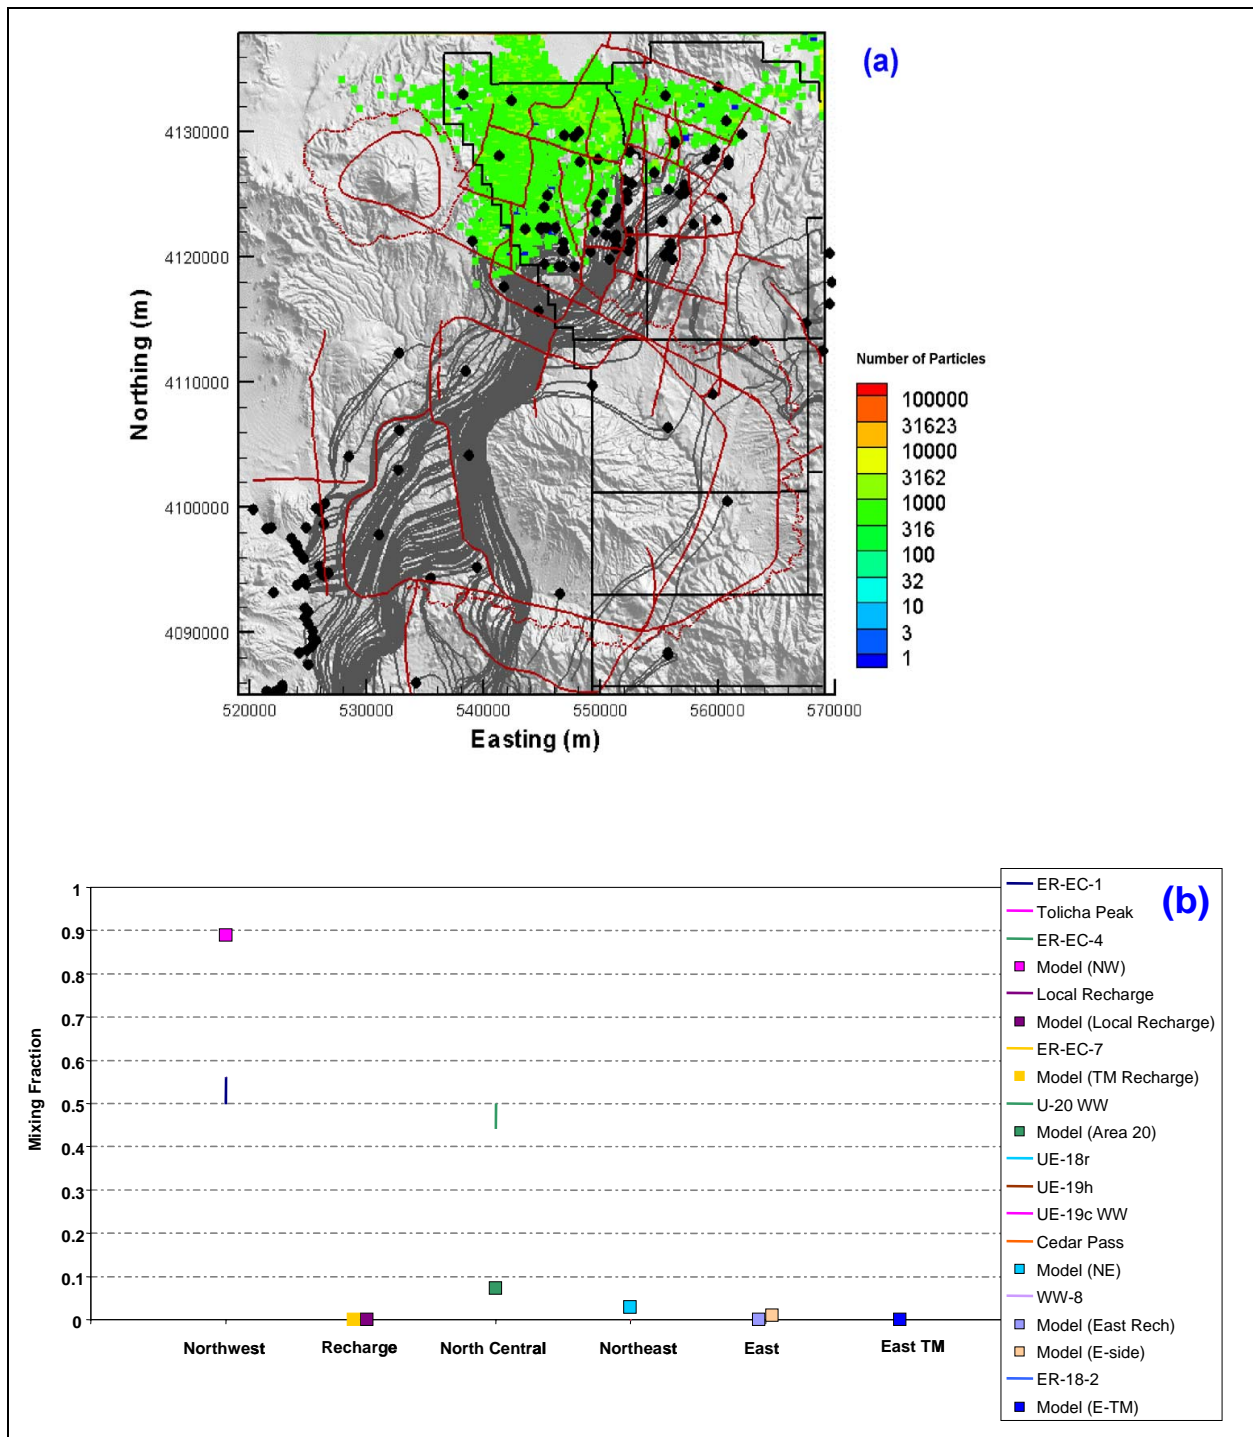 (a)
4130000
4120000
4110000
4100000
4090000
Northing (m)
520000 530000 540000 550000 560000 570000
Easting (m)
Number of Particles
100000
31623
10000
3162
1000
316
100
32
10
3
1
(b)
1
0.9
0.8
0.7
0.6
0.5
0.4
0.3
0.2
0.1
0
Mixing Fraction
Northwest Recharge North Central Northeast East East TM
ER-EC-1
Tolicha Peak
ER-EC-4
Model (NW)
Local Recharge
Model (Local Recharge)
ER-EC-7
Model (TM Recharge)
U-20 WW
Model (Area 20)
UE-18r
UE-19h
UE-19c WW
Cedar Pass
Model (NE)
WW-8
Model (East Rech)
Model (E-side)
ER-18-2
Model (E-TM)